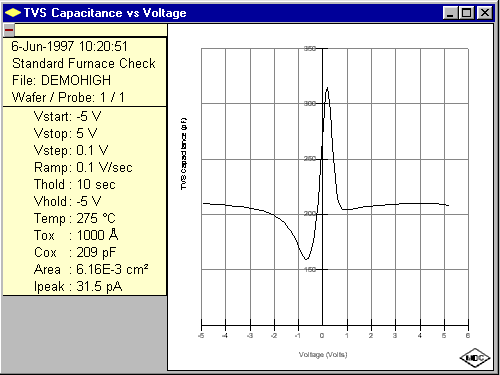 TVS Capacitance vs Voltage
6-Jun-1997 10:20:51
Standard Furnace Check
File: DEMOHIGH
Wafer / Probe: 1 / 1
Vstart: -5 V
Vstop: 5 V
Vstep: 0.1 V
Ramp: 0.1 V/sec
Thold : 10 sec
Vhold : -5 V
Temp : 275 °C
Tox : 1000 Å
Cox : 209 pF
Area : 6.16E-3 cm²
Ipeak : 31.5 pA
TVS Capacitance (pF)
350
300
250
200
150
-5 -4 -3 -2 -1 0 1 2 3 4 5 6
Voltage (Volts)
MDC